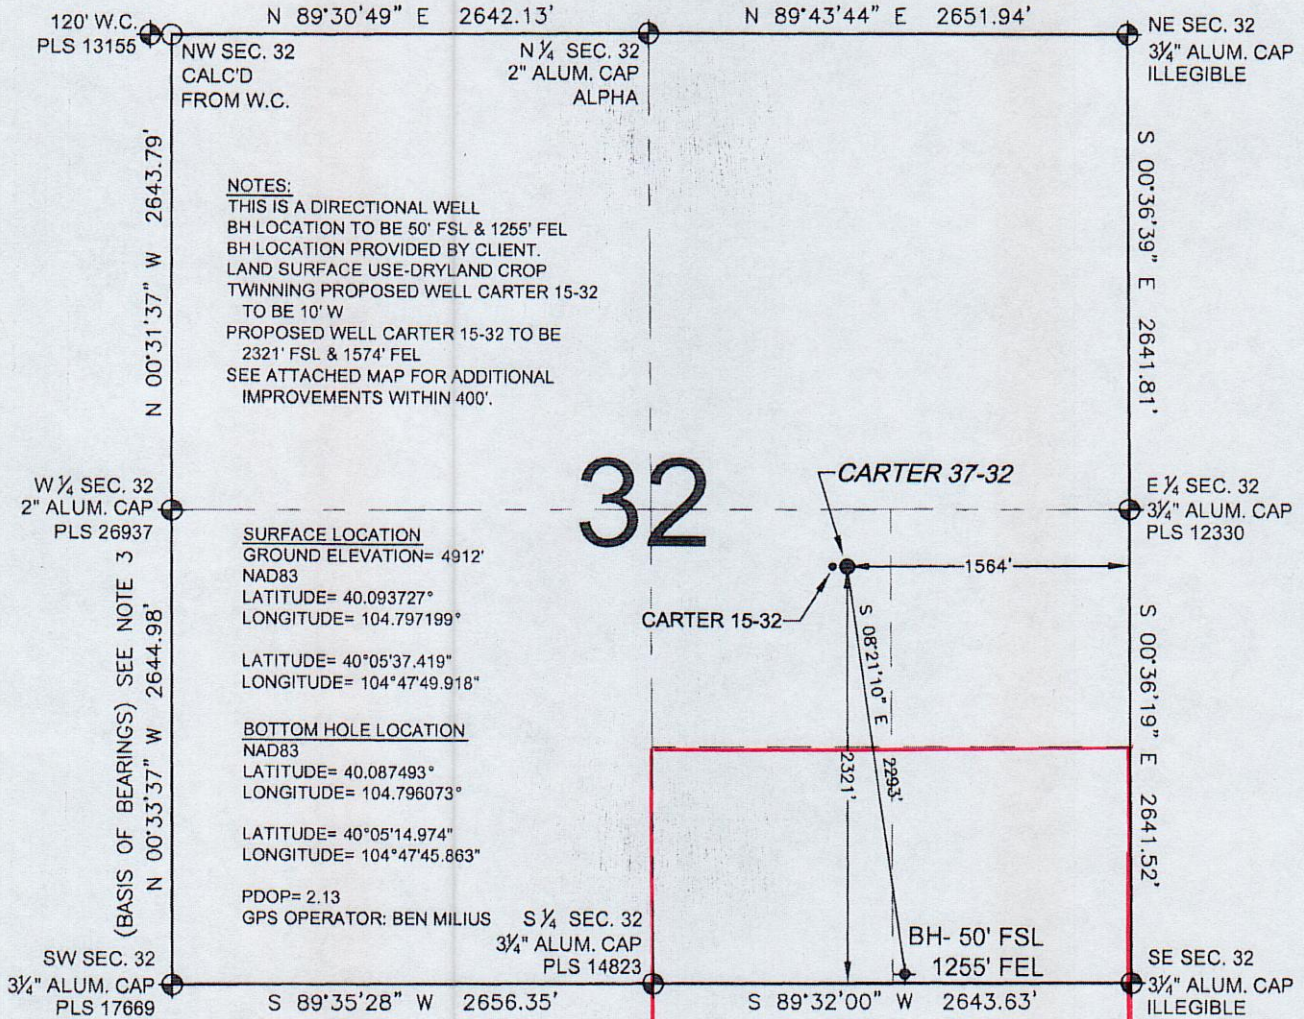 N 89°30'49" E 2642.13'
N 89°43'44" E 2651.94'
120' W.C.
PLS 13155
NW SEC. 32
CALC'D
FROM W.C.
N ¼ SEC. 32
2" ALUM. CAP
ALPHA
NE SEC. 32
3¼" ALUM. CAP
ILLEGIBLE
N 00°31'37" W 2643.79'
S 00°36'39" E 2641.81'
NOTES:
THIS IS A DIRECTIONAL WELL
BH LOCATION TO BE 50' FSL & 1255' FEL
BH LOCATION PROVIDED BY CLIENT.
LAND SURFACE USE-DRYLAND CROP
TWINNING PROPOSED WELL CARTER 15-32
TO BE 10' W
PROPOSED WELL CARTER 15-32 TO BE
2321' FSL & 1574' FEL
SEE ATTACHED MAP FOR ADDITIONAL
IMPROVEMENTS WITHIN 400'.
32
CARTER 37-32
W ¼ SEC. 32
2" ALUM. CAP
PLS 26937
E ¼ SEC. 32
3¼" ALUM. CAP
PLS 12330
SURFACE LOCATION
GROUND ELEVATION= 4912'
NAD83
LATITUDE= 40.093727°
LONGITUDE= 104.797199°
LATITUDE= 40°05'37.419"
LONGITUDE= 104°47'49.918"
1564'
CARTER 15-32
S 08°21'10" E
2293'
2321'
(BASIS OF BEARINGS) SEE NOTE 3
N 00°33'37" W 2644.98'
S 00°36'19" E 2641.52'
BOTTOM HOLE LOCATION
NAD83
LATITUDE= 40.087493°
LONGITUDE= 104.796073°
LATITUDE= 40°05'14.974"
LONGITUDE= 104°47'45.863"
PDOP= 2.13
GPS OPERATOR: BEN MILIUS
S ¼ SEC. 32
3¼" ALUM. CAP
PLS 14823
BH- 50' FSL
1255' FEL
SW SEC. 32
3¼" ALUM. CAP
PLS 17669
SE SEC. 32
3¼" ALUM. CAP
ILLEGIBLE
S 89°35'28" W 2656.35'
S 89°32'00" W 2643.63'